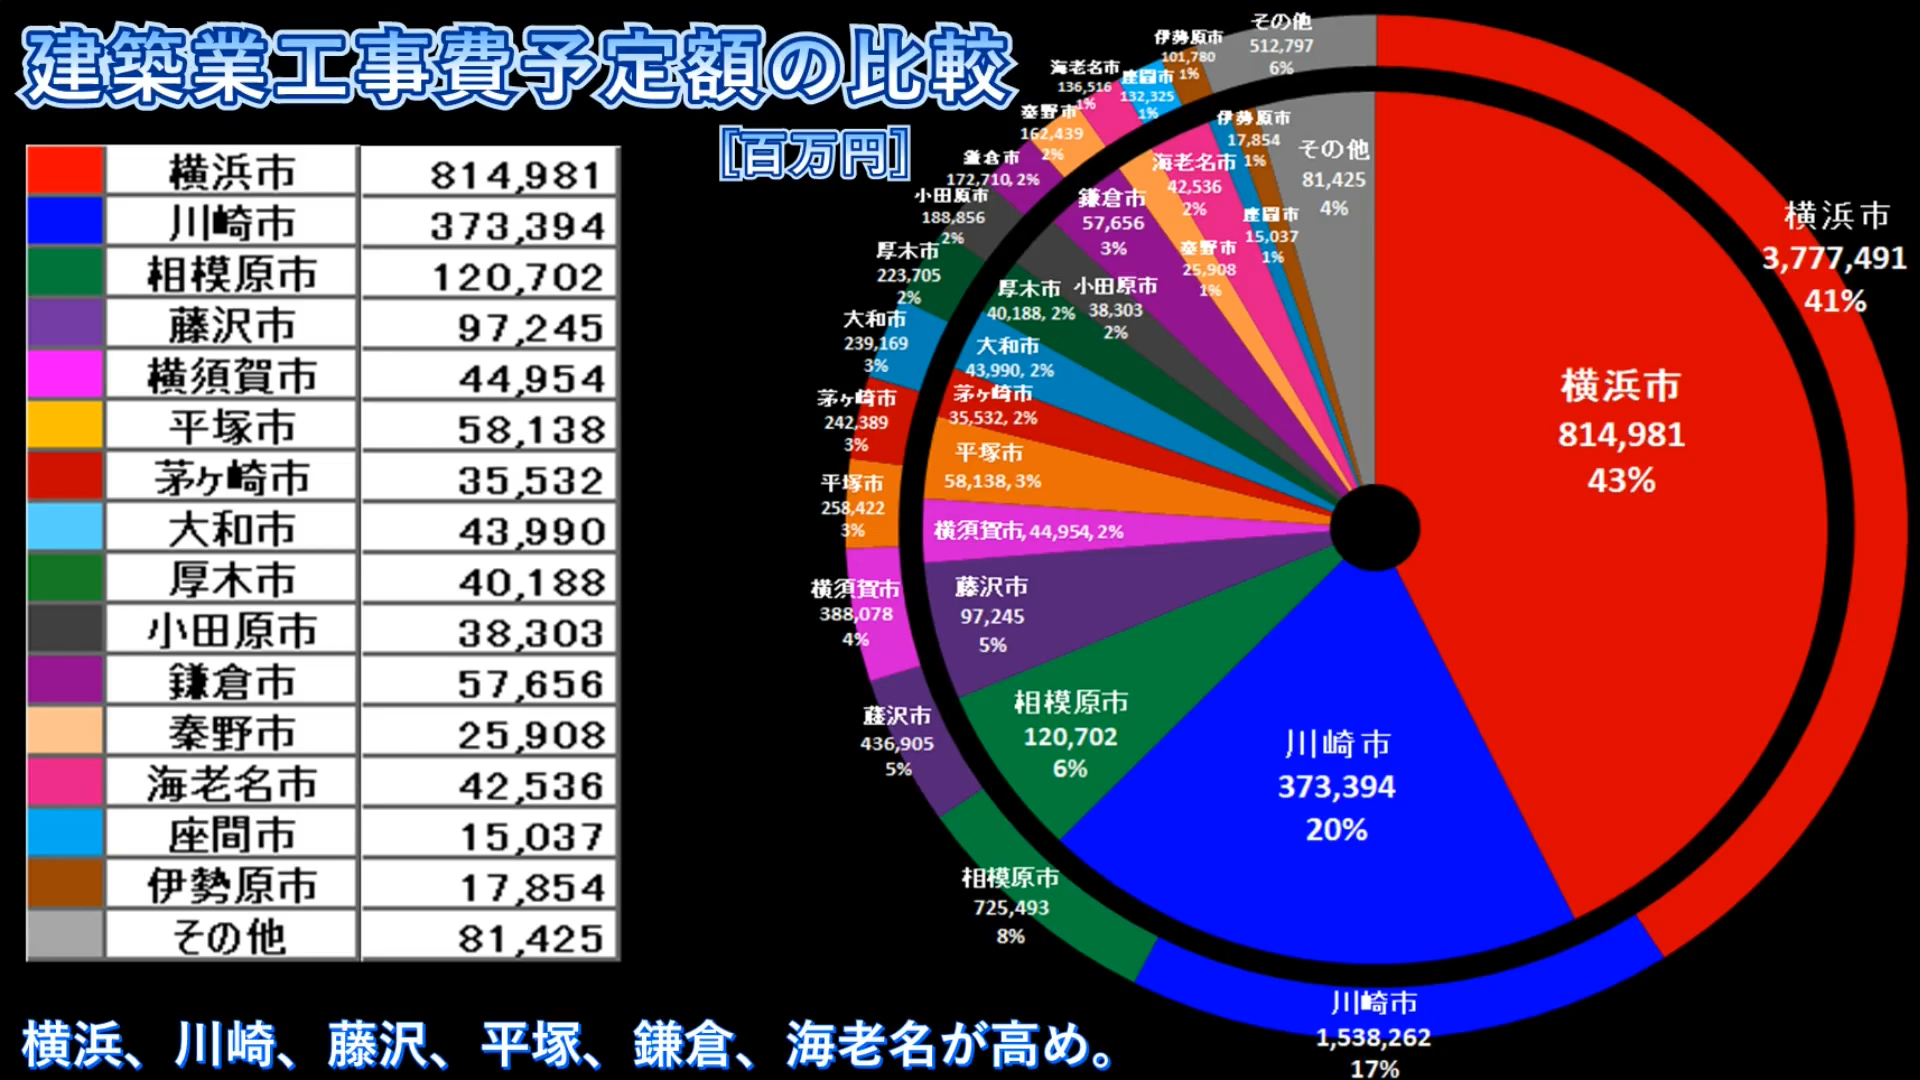 建築業工事費予定額の比較
[百万円]
横浜市 814,981
川崎市 373,394
相模原市 120,702
藤沢市 97,245
横須賀市 44,954
平塚市 58,138
茅ヶ崎市 35,532
大和市 43,990
厚木市 40,188
小田原市 38,303
鎌倉市 57,656
秦野市 25,908
海老名市 42,536
座間市 15,037
伊勢原市 17,854
その他 81,425
横浜、川崎、藤沢、平塚、鎌倉、海老名が高め。
横浜市
3,777,491
41%
川崎市
1,538,262
17%
相模原市
725,493
8%
藤沢市
436,905
5%
横須賀市
388,078
4%
平塚市
258,422
3%
茅ヶ崎市
242,389
3%
大和市
239,169
3%
厚木市
223,705
2%
小田原市
188,856
2%
鎌倉市
172,710, 2%
秦野市
162,439
2%
海老名市
136,516
1%
座間市
132,325
1%
伊勢原市
101,780
1%
その他
512,797
6%
横浜市
814,981
43%
川崎市
373,394
20%
相模原市
120,702
6%
藤沢市
97,245
5%
横須賀市, 44,954, 2%
平塚市
58,138, 3%
茅ヶ崎市
35,532, 2%
大和市
43,990, 2%
厚木市
40,188, 2%
小田原市
38,303
2%
鎌倉市
57,656
3%
秦野市
25,908
1%
海老名市
42,536
2%
座間市
15,037
1%
伊勢原市
17,854
1%
その他
81,425
4%